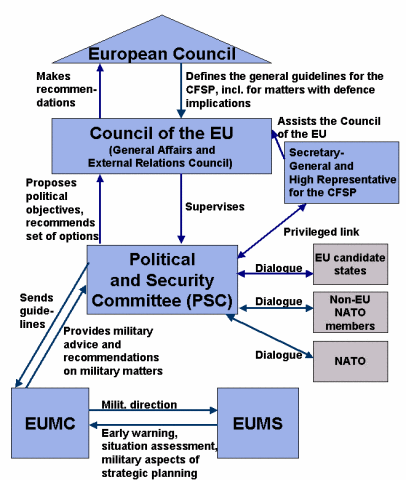 European Council
Makes
recommen-
dations
Defines the general guidelines for the
CFSP, incl. for matters with defence
implications
Council of the EU
(General Affairs and
External Relations Council)
Assists the Council
of the EU
Secretary-
General and
High Representative
for the CFSP
Proposes
political
objectives,
recommends
set of options
Supervises
Privileged link
Political
and Security
Committee (PSC)
Dialogue
EU candidate
states
Dialogue
Non-EU
NATO
members
Dialogue
NATO
Sends
guide-
lines
Provides military
advice and
recommendations
on military matters
EUMC
Milit. direction
EUMS
Early warning,
situation assessment,
military aspects of
strategic planning